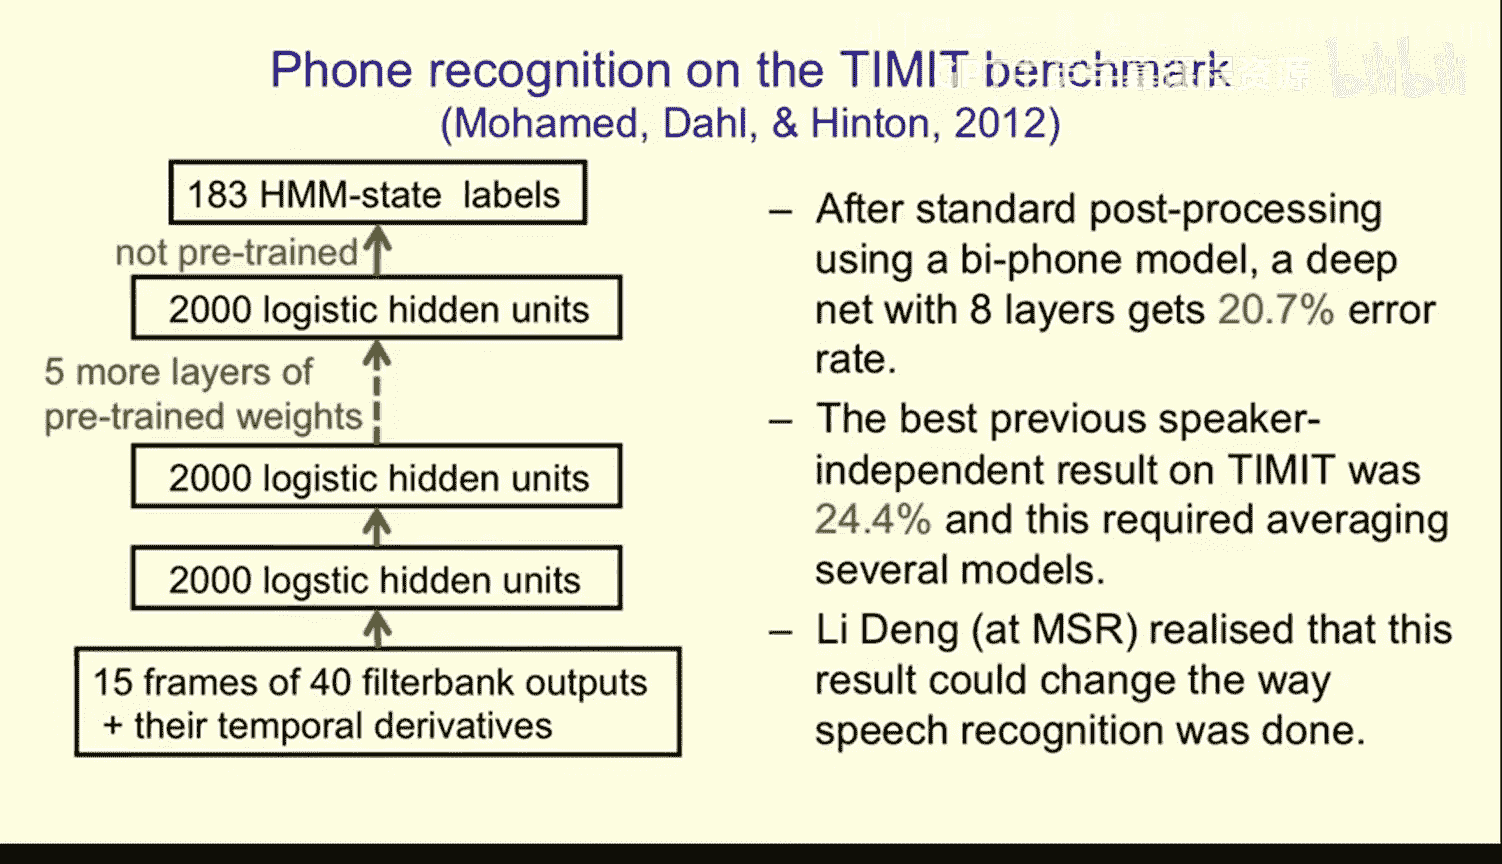 Phone recognition on the TIMIT benchmark
(Mohamed, Dahl, & Hinton, 2012)
183 HMM-state labels
not pre-trained
2000 logistic hidden units
5 more layers of
pre-trained weights
2000 logistic hidden units
2000 logstic hidden units
15 frames of 40 filterbank outputs
+ their temporal derivatives
– After standard post-processing
using a bi-phone model, a deep
net with 8 layers gets 20.7% error
rate.
– The best previous speaker-
independent result on TIMIT was
24.4% and this required averaging
several models.
– Li Deng (at MSR) realised that this
result could change the way
speech recognition was done.
bilibili